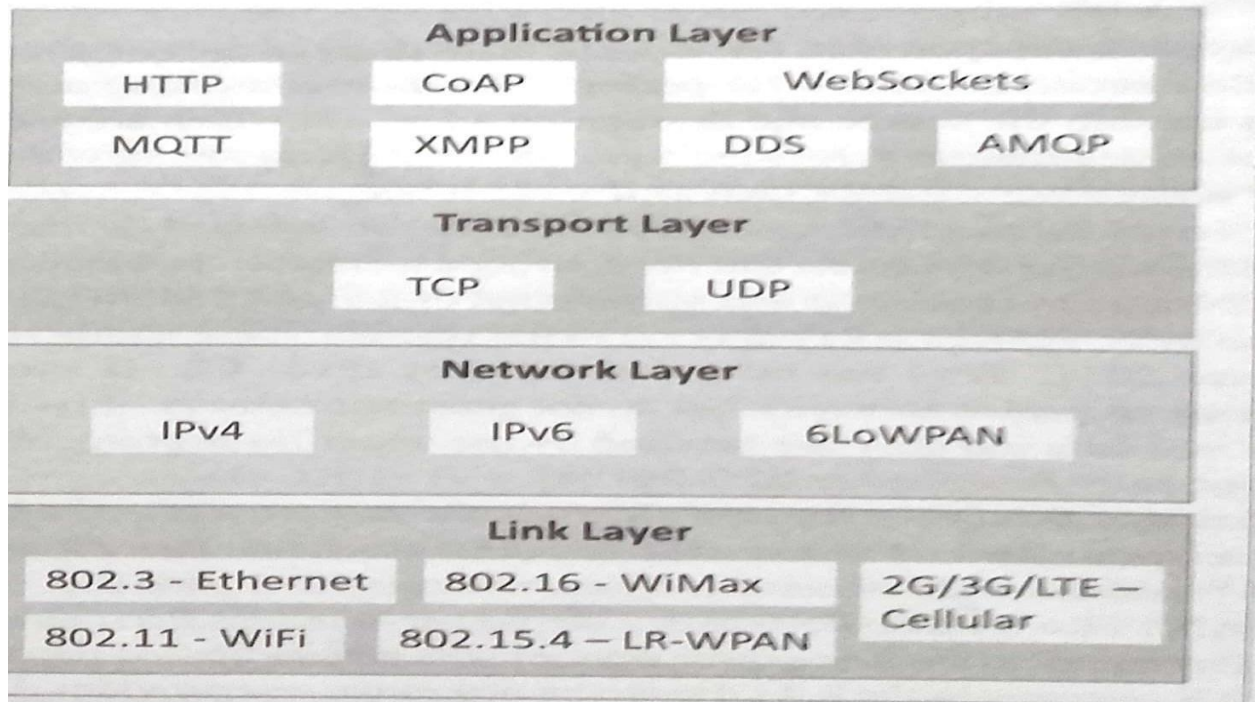 Application Layer
HTTP CoAP WebSockets
MQTT XMPP DDS AMQP
Transport Layer
TCP UDP
Network Layer
IPv4 IPv6 6LoWPAN
Link Layer
802.3 - Ethernet 802.16 - WiMax 2G/3G/LTE –
Cellular
802.11 - WiFi 802.15.4 – LR-WPAN